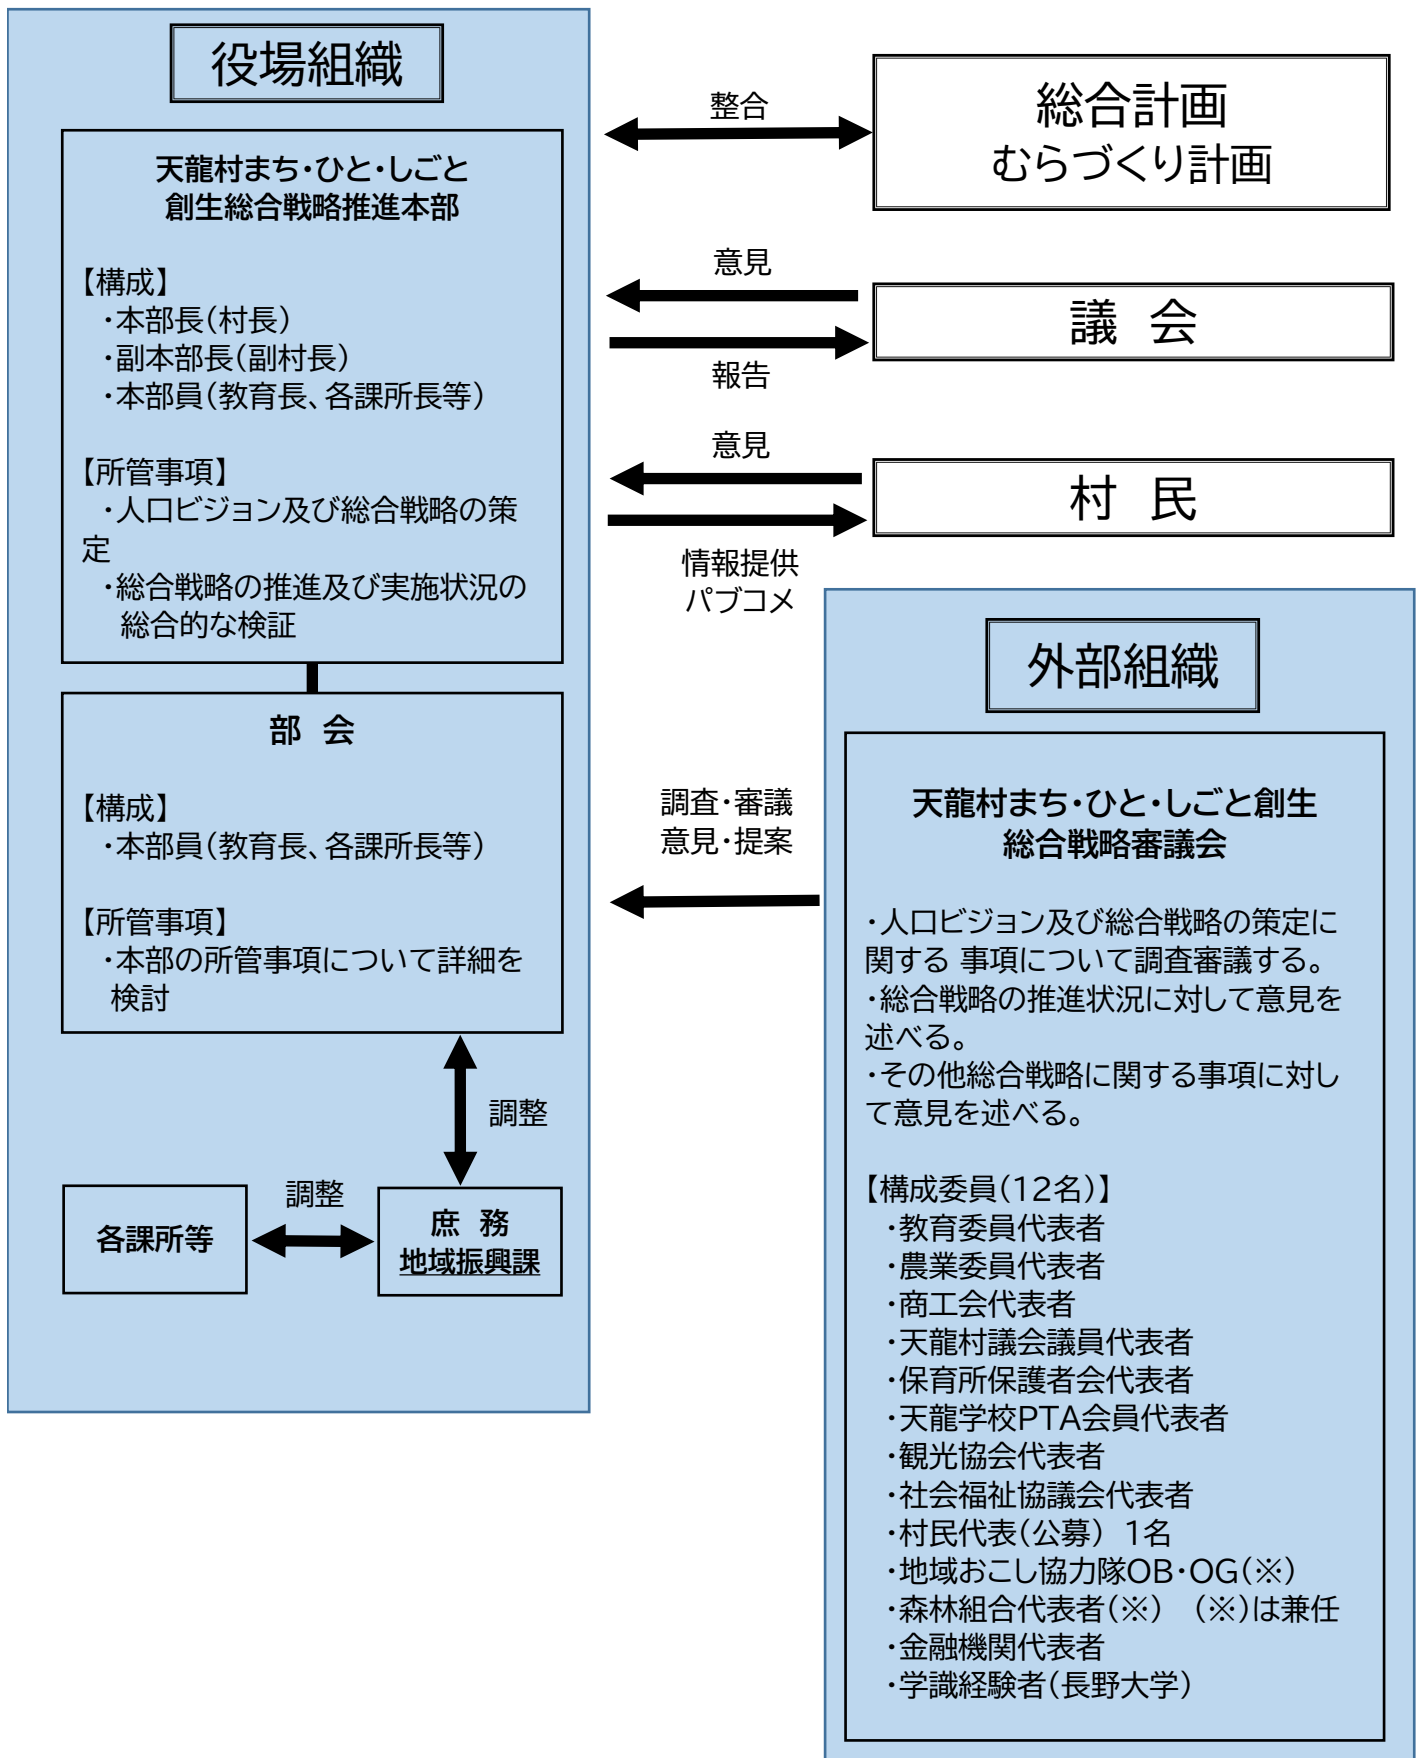 役場組織
天龍村まち・ひと・しごと
創生総合戦略推進本部
【構成】
・本部長（村長）
・副本部長（副村長）
・本部員（教育長、各課所長等）
【所管事項】
・人口ビジョン及び総合戦略の策
定
・総合戦略の推進及び実施状況の
総合的な検証
部　会
【構成】
・本部員（教育長、各課所長等）
【所管事項】
・本部の所管事項について詳細を
検討
調整
各課所等
調整
庶　務
地域振興課
整合
総合計画
むらづくり計画
意見
議　会
報告
意見
村　民
情報提供
パブコメ
調査・審議
意見・提案
外部組織
天龍村まち・ひと・しごと創生
総合戦略審議会
・人口ビジョン及び総合戦略の策定に
関する 事項について調査審議する。
・総合戦略の推進状況に対して意見を
述べる。
・その他総合戦略に関する事項に対し
て意見を述べる。
【構成委員（１２名）】
・教育委員代表者
・農業委員代表者
・商工会代表者
・天龍村議会議員代表者
・保育所保護者会代表者
・天龍学校PTA会員代表者
・観光協会代表者
・社会福祉協議会代表者
・村民代表（公募）　１名
・地域おこし協力隊OB・OG（※）
・森林組合代表者（※）　（※）は兼任
・金融機関代表者
・学識経験者（長野大学）